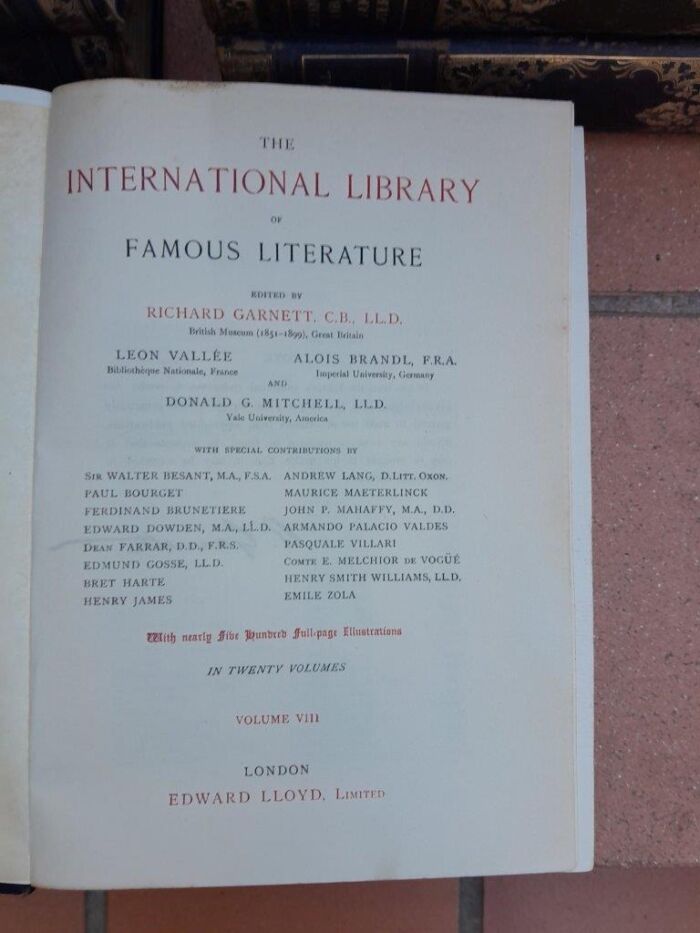 THE
INTERNATIONAL LIBRARY
OF
FAMOUS LITERATURE
EDITED BY
RICHARD GARNETT, C.B., LL.D.
British Museum (1851–1899), Great Britain
LEON VALLÉE
Bibliothèque Nationale, France
ALOIS BRANDL, F.R.A.
Imperial University, Germany
AND
DONALD G. MITCHELL, LL.D.
Yale University, America
WITH SPECIAL CONTRIBUTIONS BY
SIR WALTER BESANT, M.A., F.S.A.
PAUL BOURGET
FERDINAND BRUNETIERE
EDWARD DOWDEN, M.A., LL.D.
DEAN FARRAR, D.D., F.R.S.
EDMUND GOSSE, LL.D.
BRET HARTE
HENRY JAMES
ANDREW LANG, D.LITT. OXON.
MAURICE MAETERLINCK
JOHN P. MAHAFFY, M.A., D.D.
ARMANDO PALACIO VALDES
PASQUALE VILLARI
COMTE E. MELCHIOR DE VOGÜÉ
HENRY SMITH WILLIAMS, LL.D.
EMILE ZOLA
With nearly Five Hundred Full-page Illustrations
IN TWENTY VOLUMES
VOLUME VIII
LONDON
EDWARD LLOYD, LIMITED